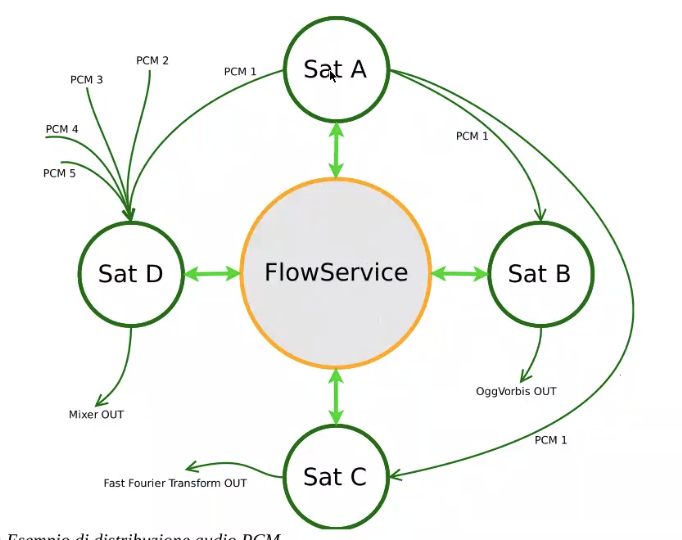 Sat A
PCM 2
PCM 1
PCM 3
PCM 4
PCM 1
PCM 5
Sat D
FlowService
Sat B
OggVorbis OUT
Mixer OUT
PCM 1
Sat C
Fast Fourier Transform OUT
Esempio di distribuzione audio PCM